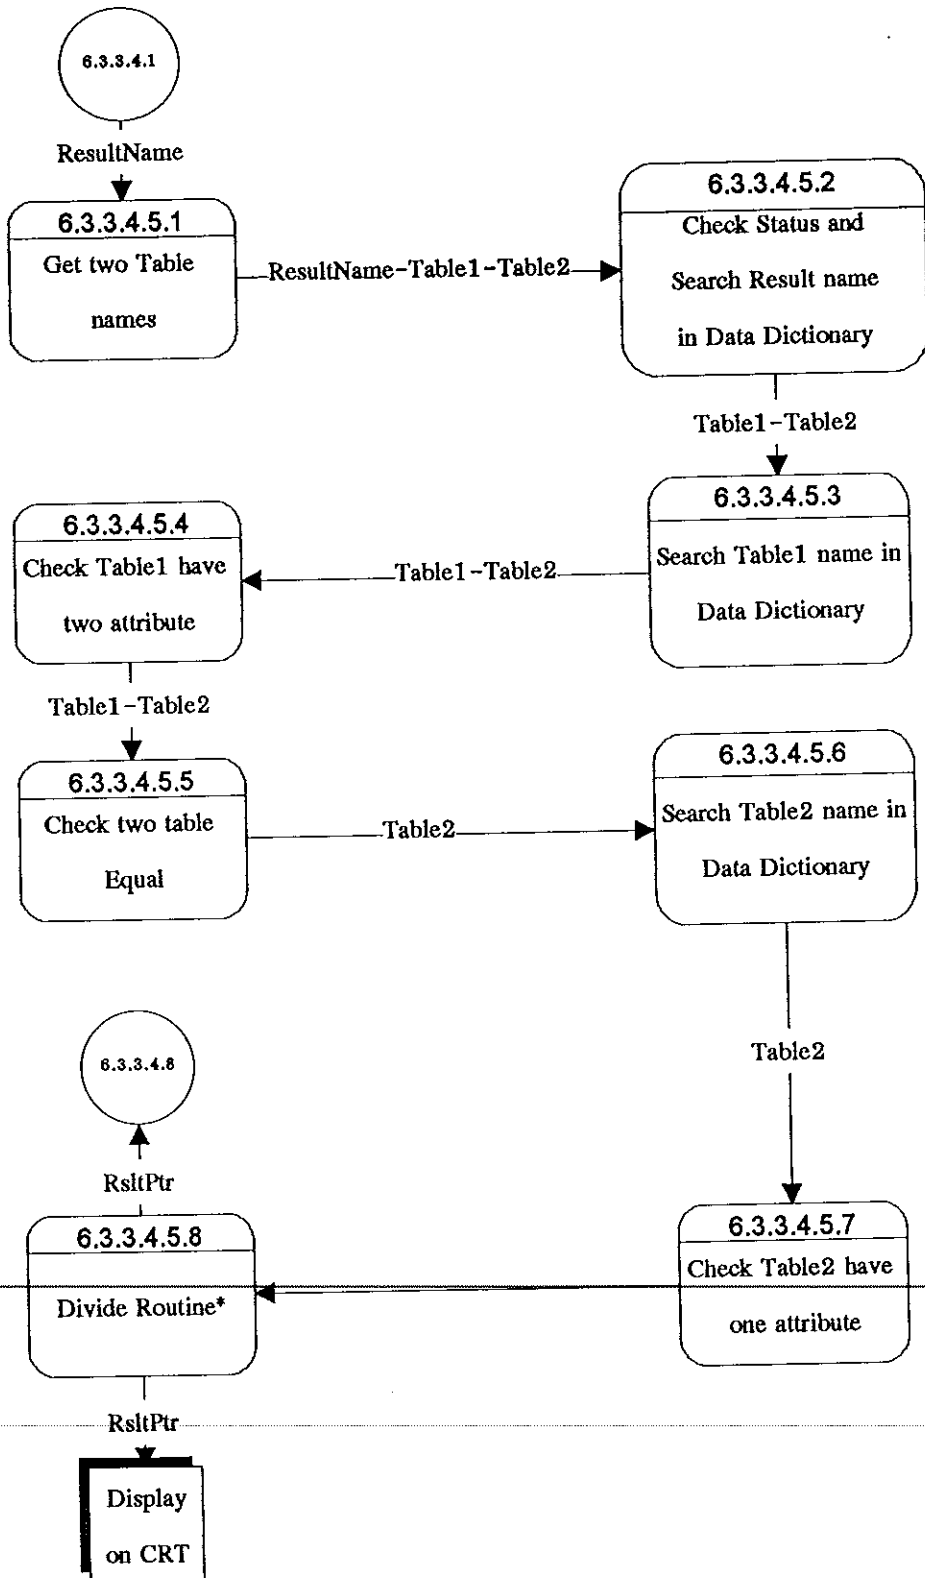 6.3.3.4.1
ResultName
6.3.3.4.5.1
Get two Table
names
ResultName-Table1-Table2
6.3.3.4.5.2
Check Status and
Search Result name
in Data Dictionary
Table1-Table2
6.3.3.4.5.3
Search Table1 name in
Data Dictionary
Table1-Table2
6.3.3.4.5.4
Check Table1 have
two attribute
Table1-Table2
6.3.3.4.5.5
Check two table
Equal
Table2
6.3.3.4.5.6
Search Table2 name in
Data Dictionary
Table2
6.3.3.4.5.7
Check Table2 have
one attribute
6.3.3.4.5.8
Divide Routine*
RsltPtr
6.3.3.4.8
RsltPtr
Display
on CRT